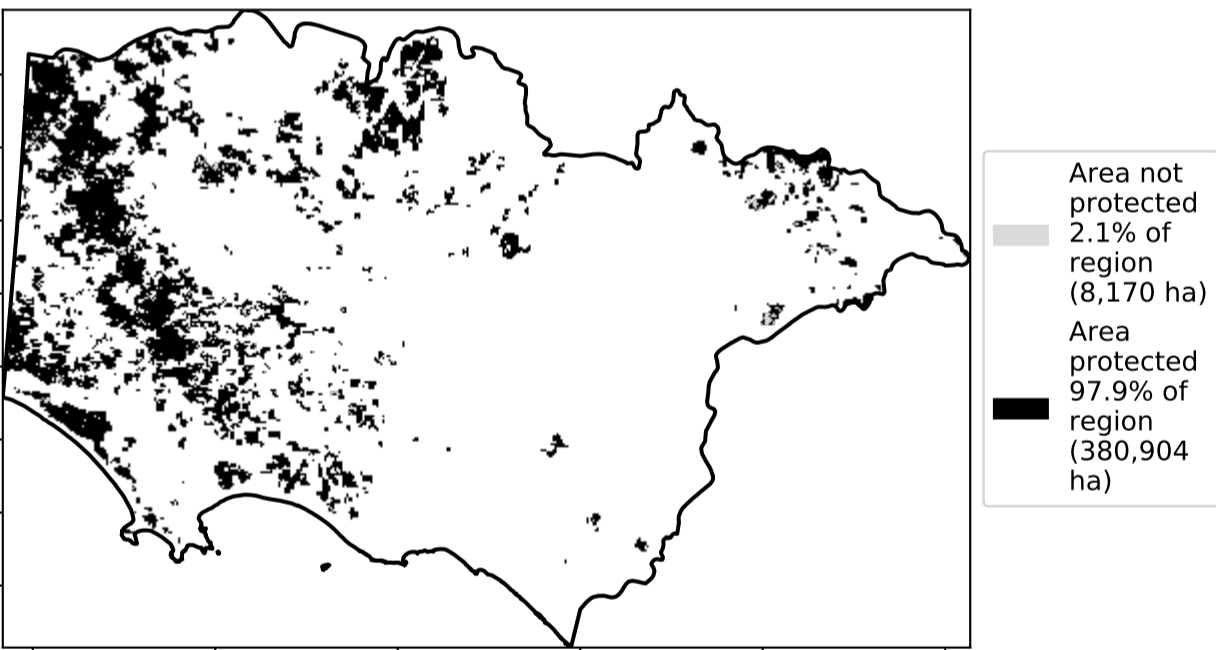 Area not
protected
2.1% of
region
(8,170 ha)
Area
protected
97.9% of
region
(380,904
ha)